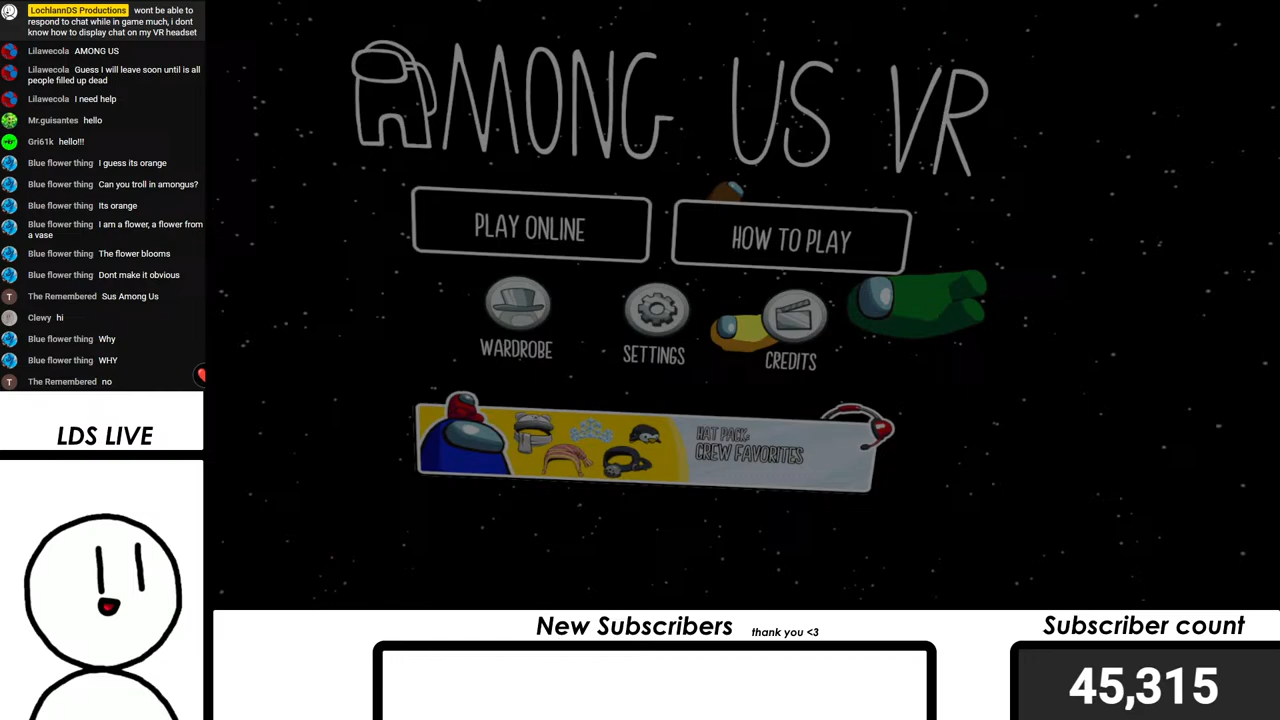 LochlannDS Productions wont be able to
respond to chat while in game much, i dont
know how to display chat on my VR headset
Lilawecola AMONG US
Lilawecola Guess I will leave soon until is all
people filled up dead
Lilawecola I need help
Mr.guisantes hello
Gri61k hello!!!
Blue flower thing I guess its orange
Blue flower thing Can you troll in amongus?
Blue flower thing Its orange
Blue flower thing I am a flower, a flower from
a vase
Blue flower thing The flower blooms
Blue flower thing Dont make it obvious
T The Remembered Sus Among Us
Clewy hi
Blue flower thing Why
Blue flower thing WHY
T The Remembered no
LDS LIVE
AMONG US VR
PLAY ONLINE
HOW TO PLAY
WARDROBE
SETTINGS
CREDITS
HAT PACK:
CREW FAVORITES
New Subscribers thank you <3
Subscriber count
45,315